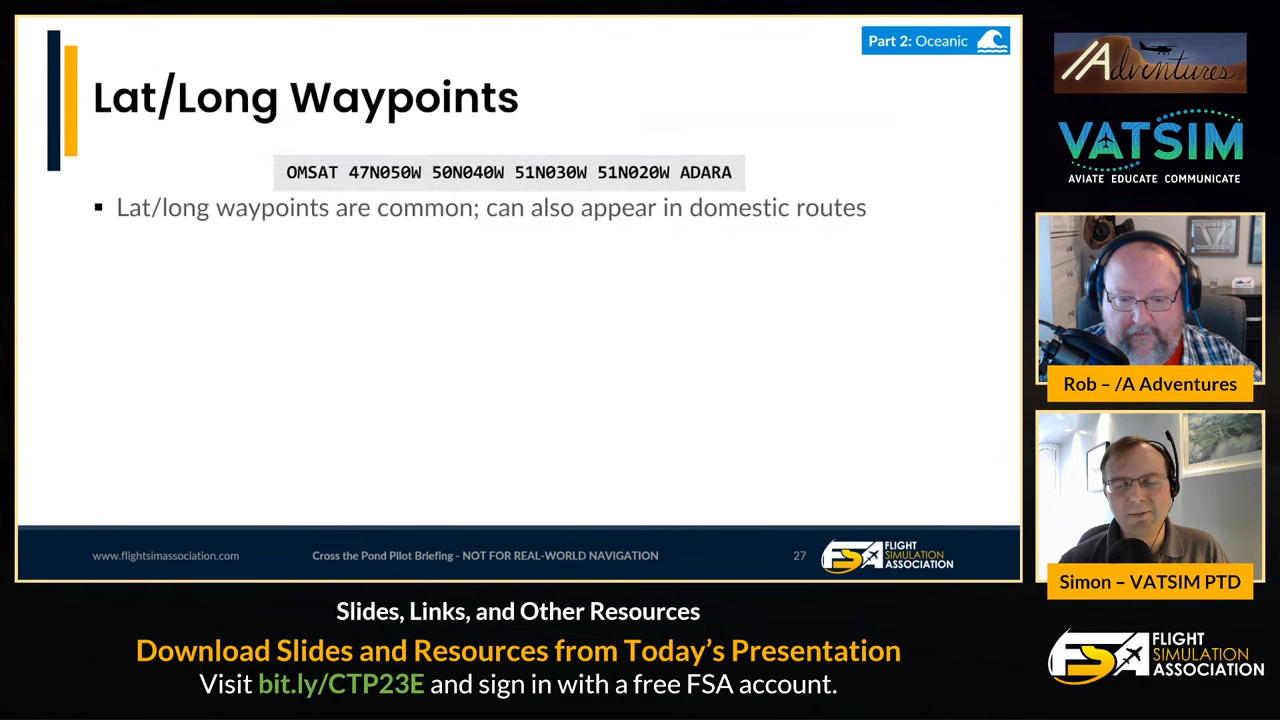 Part 2: Oceanic
Lat/Long Waypoints
OMSAT 47N050W 50N040W 51N030W 51N020W ADARA
▪ Lat/long waypoints are common; can also appear in domestic routes
www.flightsimassociation.com
Cross the Pond Pilot Briefing - NOT FOR REAL-WORLD NAVIGATION
27
FSA
FLIGHT
SIMULATION
ASSOCIATION
/Adventures
VATSIM
AVIATE EDUCATE COMMUNICATE
Rob – /A Adventures
Simon – VATSIM PTD
Slides, Links, and Other Resources
Download Slides and Resources from Today's Presentation
Visit bit.ly/CTP23E and sign in with a free FSA account.
FSA
FLIGHT
SIMULATION
ASSOCIATION